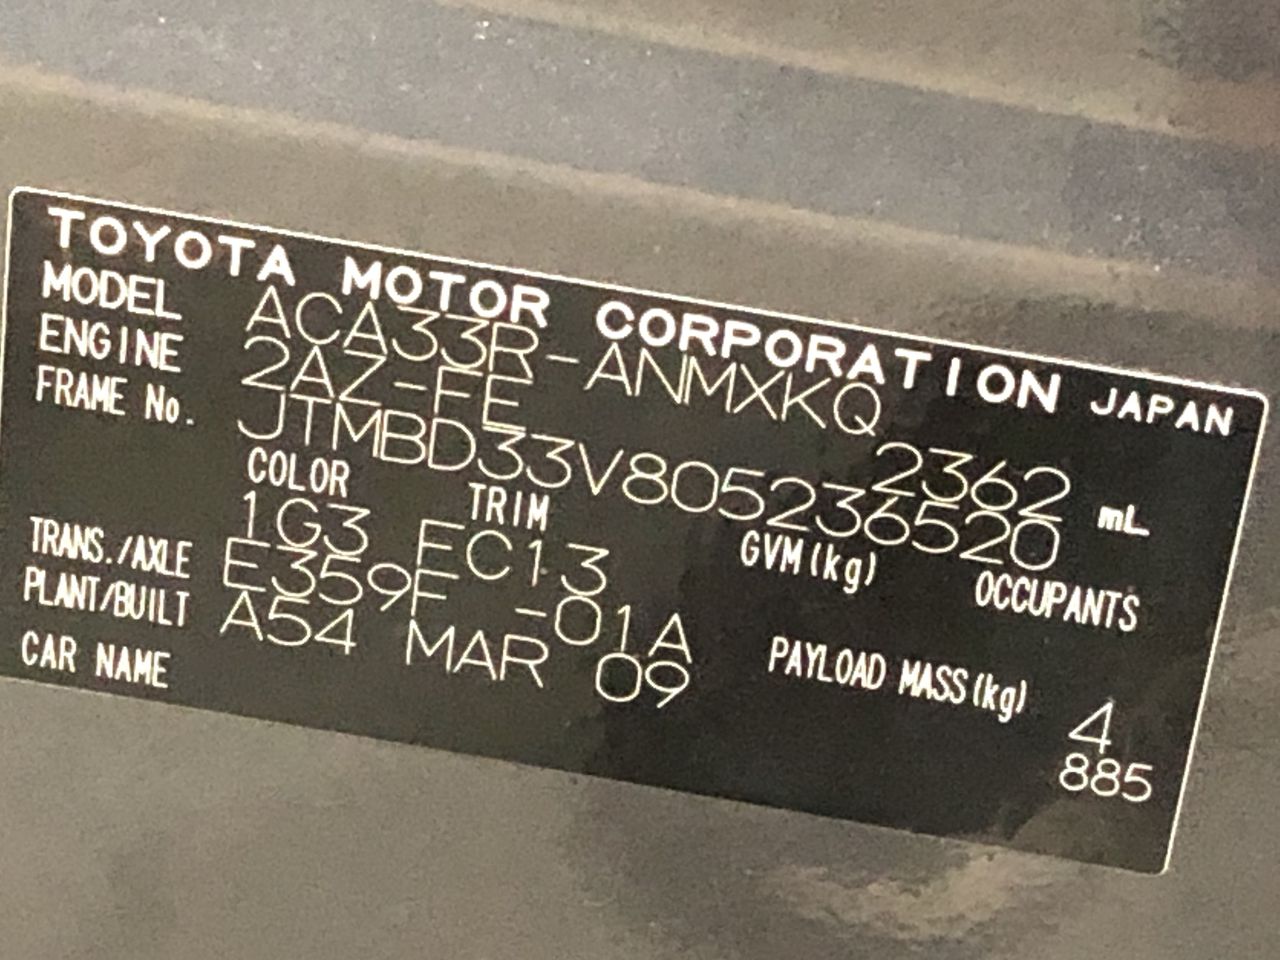 TOYOTA MOTOR CORPORATION JAPAN
MODEL ACA33R-ANMXKQ
ENGINE 2AZ-FE 2362 mL
FRAME No. JTMBD33V805236520
COLOR TRIM GVM(kg) OCCUPANTS
1G3 FC13
TRANS./AXLE E359F -01A PAYLOAD MASS(kg) 4
PLANT/BUILT A54 MAR 09 885
CAR NAME